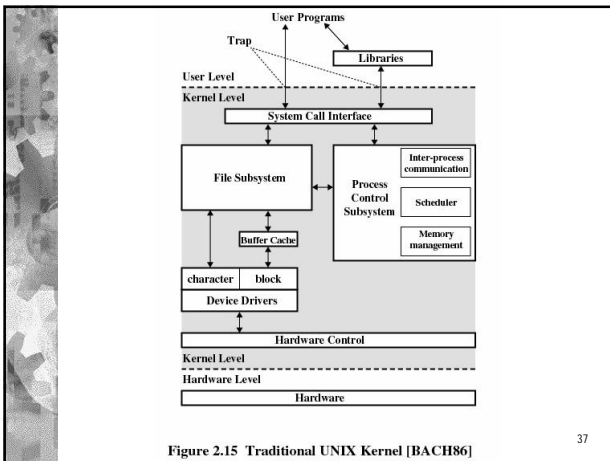 User Programs
Trap
Libraries
User Level
Kernel Level
System Call Interface
File Subsystem
Process
Control
Subsystem
Inter-process
communication
Scheduler
Memory
management
Buffer Cache
character
block
Device Drivers
Hardware Control
Kernel Level
Hardware Level
Hardware
Figure 2.15 Traditional UNIX Kernel [BACH86]
37